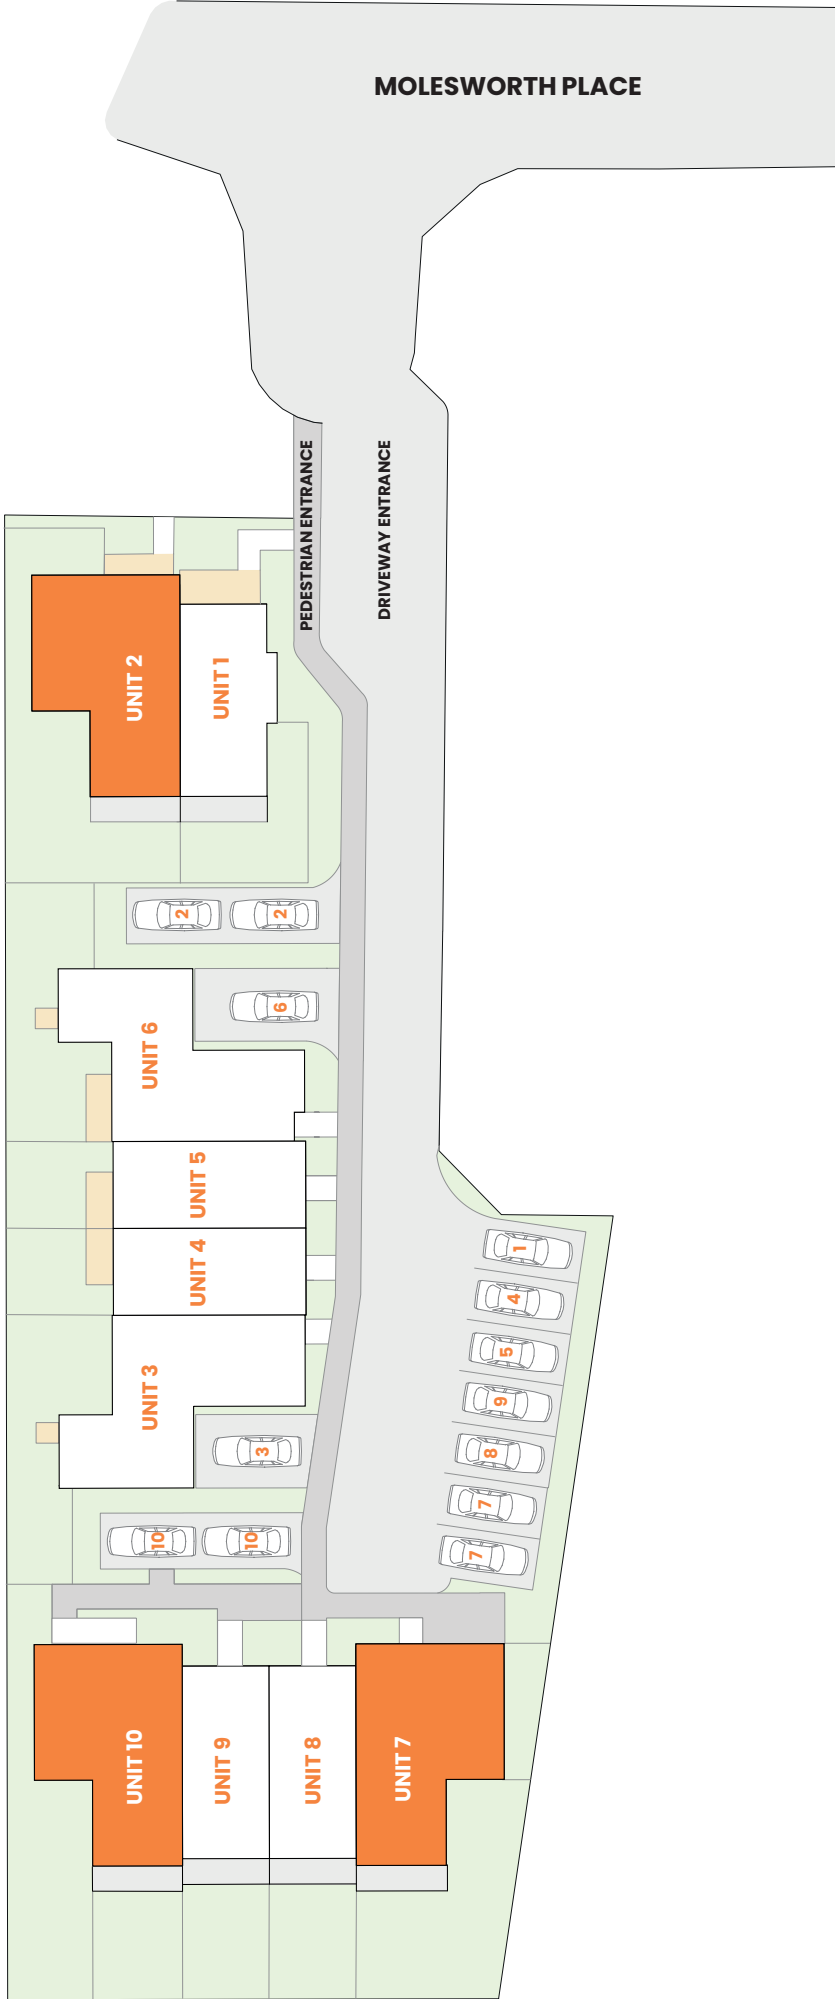 MOLESWORTH PLACE
PEDESTRIAN ENTRANCE
DRIVEWAY ENTRANCE
UNIT 2
UNIT 1
2
2
6
UNIT 6
UNIT 5
UNIT 4
UNIT 3
1
4
5
9
8
7
7
3
10
10
UNIT 10
UNIT 9
UNIT 8
UNIT 7